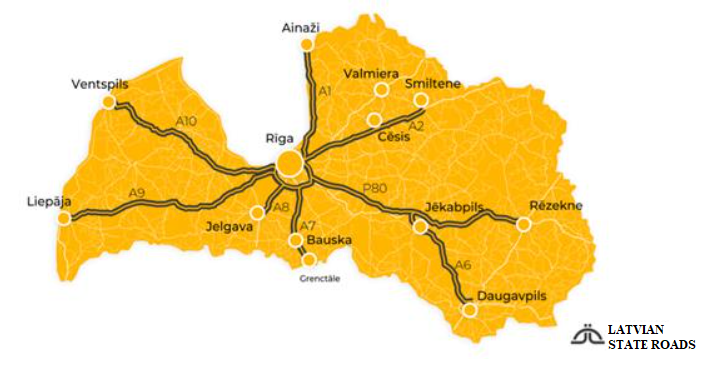 Ainaži
Valmiera
Smiltene
Ventspils
A1
A10
A2
Rīga
Cēsis
P80
Liepāja
A9
Jēkabpils
Rēzekne
A8
Jelgava
A7
Bauska
A6
Grenctāle
Daugavpils
LATVIAN
STATE ROADS